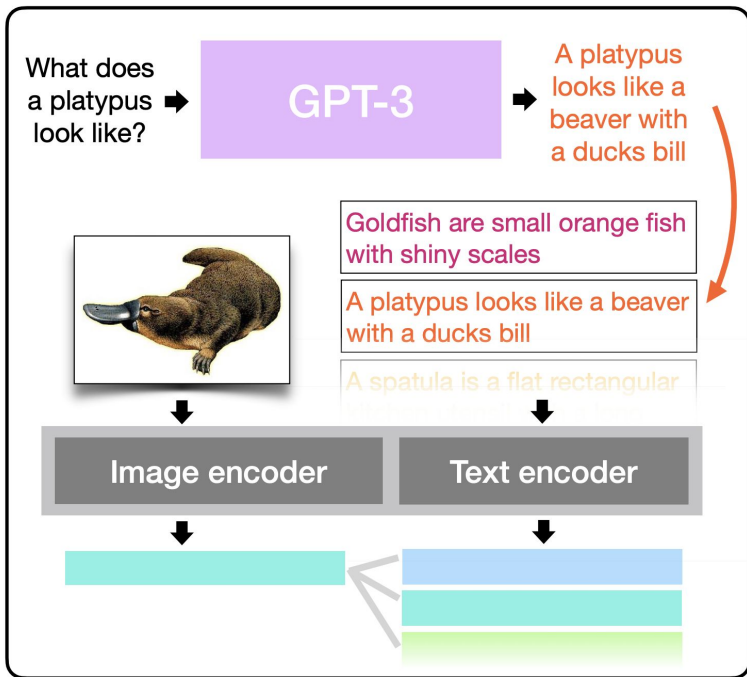 What does
a platypus
look like?
GPT-3
A platypus
looks like a
beaver with
a ducks bill
Goldfish are small orange fish
with shiny scales
A platypus looks like a beaver
with a ducks bill
A spatula is a flat rectangular
Image encoder
Text encoder